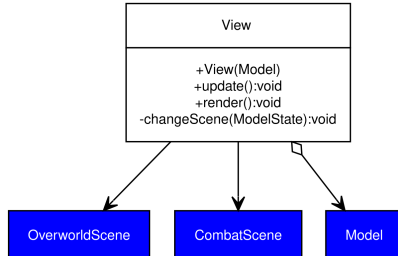 View
+View(Model)
+update():void
+render():void
-changeScene(ModelState):void
OverworldScene
CombatScene
Model